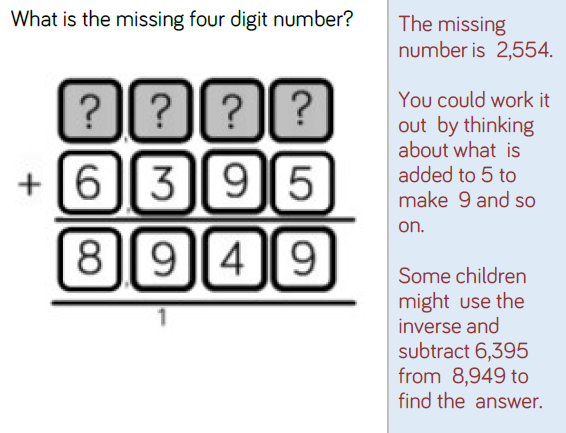 What is the missing four digit number?
? , ? ? ?
+ 6 , 3 9 5
8 , 9 4 9
1
The missing
number is 2,554.
You could work it
out by thinking
about what is
added to 5 to
make 9 and so
on.
Some children
might use the
inverse and
subtract 6,395
from 8,949 to
find the answer.